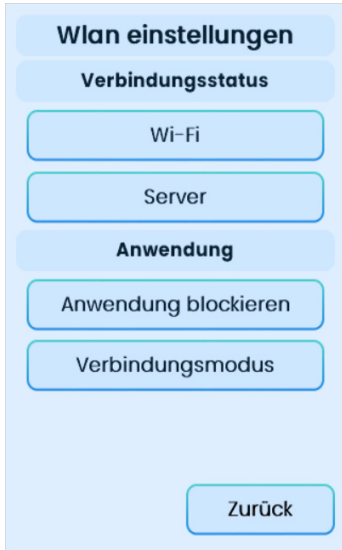 Wlan einstellungen
Verbindungsstatus
Wi-Fi
Server
Anwendung
Anwendung blockieren
Verbindungsmodus
Zurück